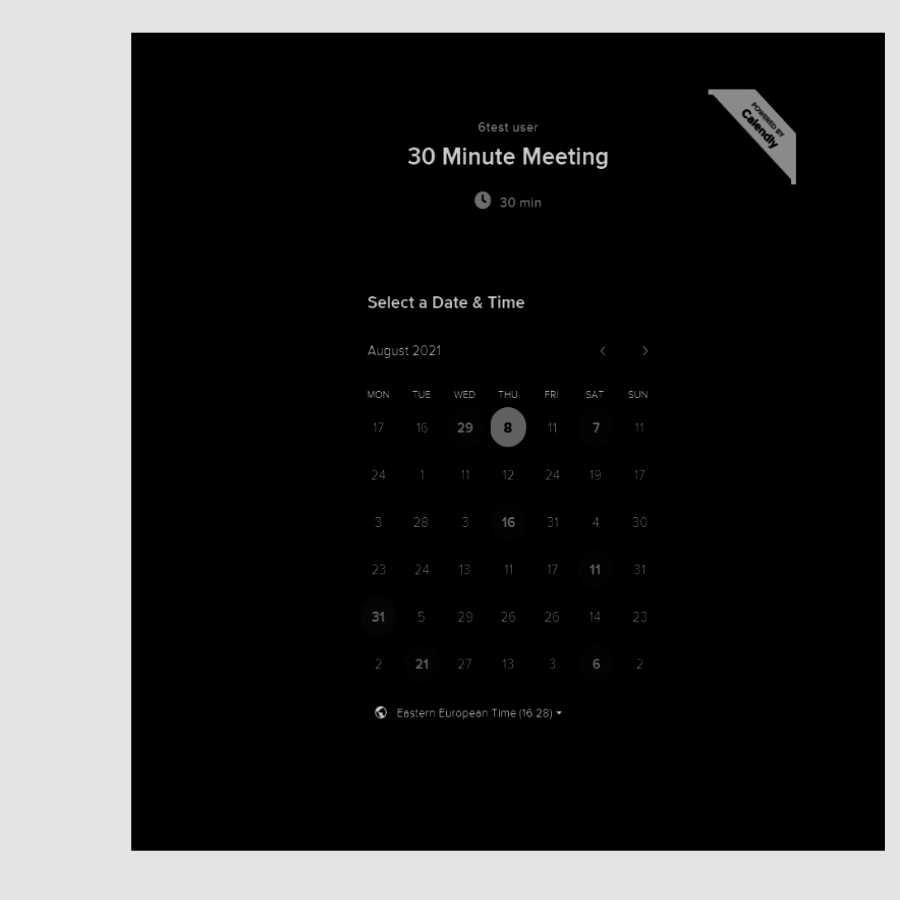 POWERED BY
Calendly
6test user
30 Minute Meeting
30 min
Select a Date & Time
August 2021
MON TUE WED THU FRI SAT SUN
17 16 29 8 11 7 11
24 1 11 12 24 19 17
3 28 3 16 31 4 30
23 24 13 11 17 11 31
31 5 29 26 26 14 23
2 21 27 13 3 6 2
Eastern European Time (16:28)